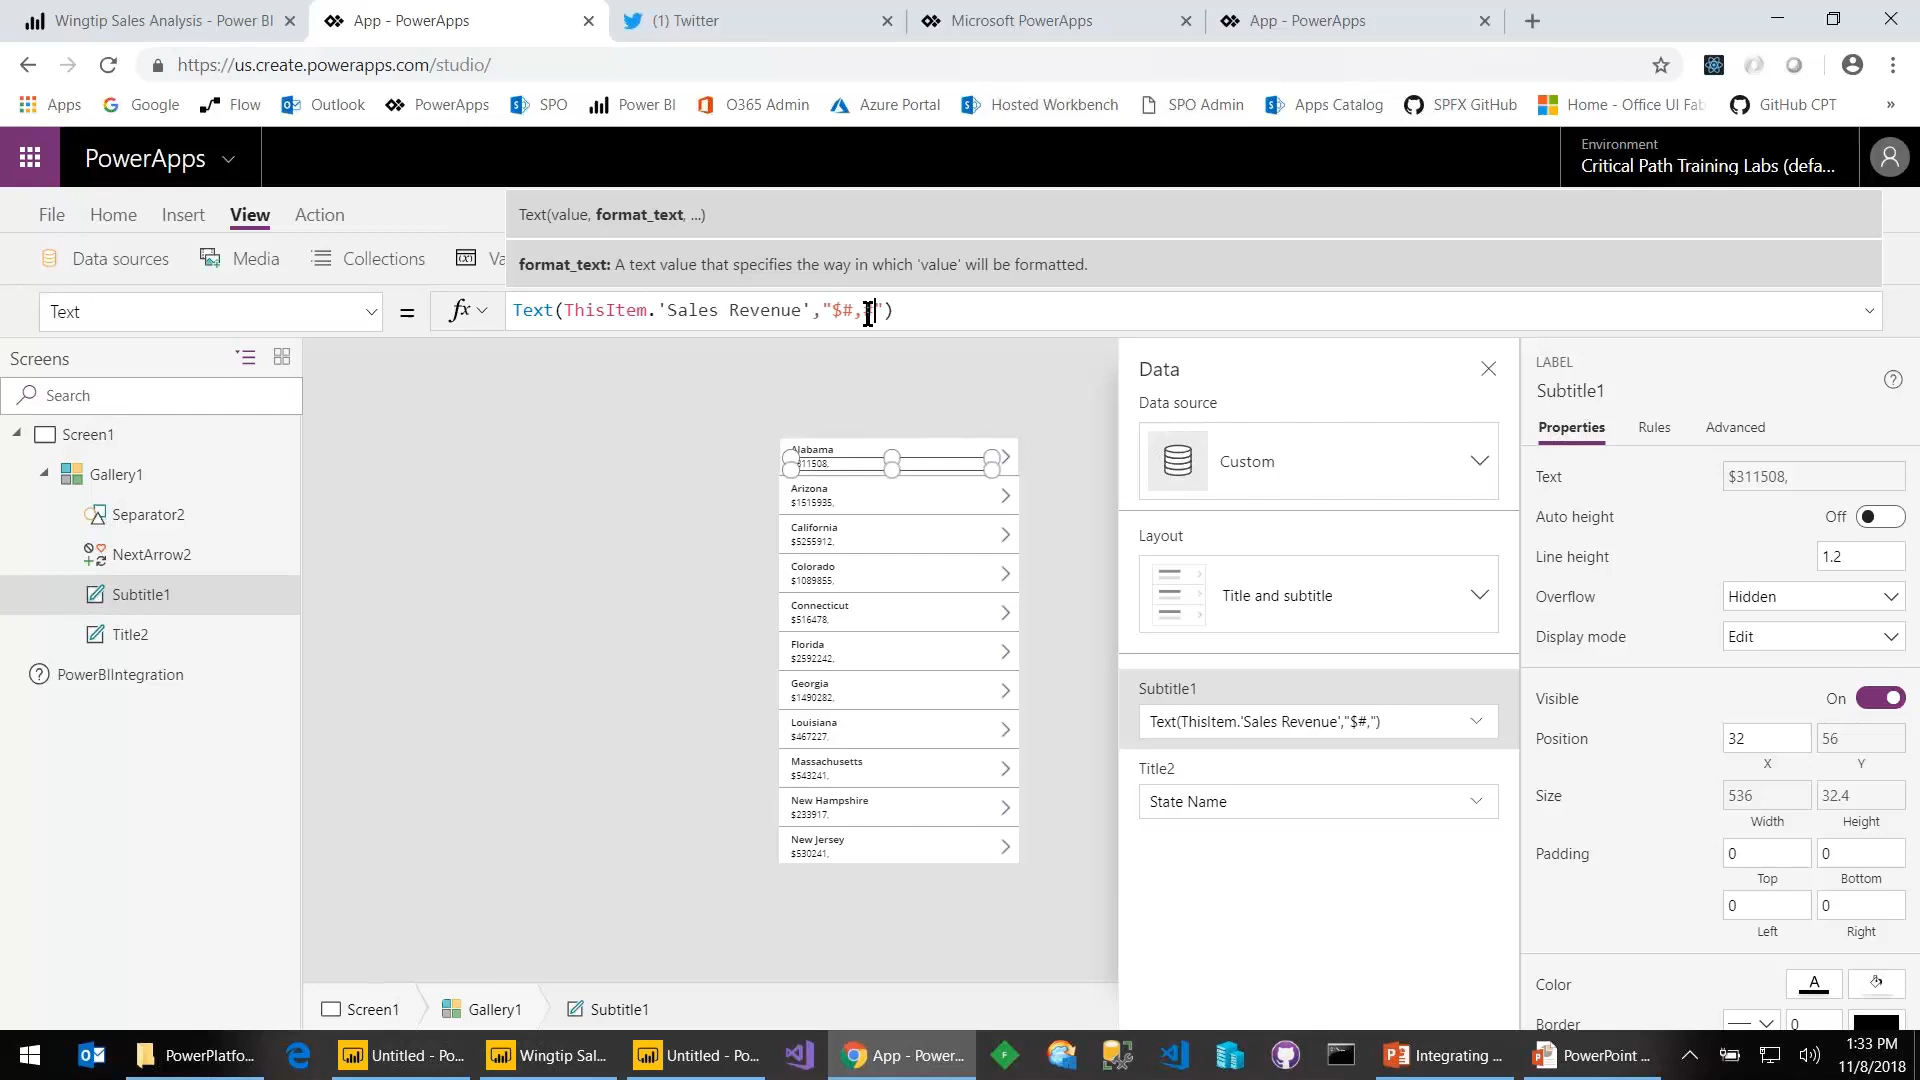 Wingtip Sales Analysis - Power BI
App - PowerApps
(1) Twitter
Microsoft PowerApps
App - PowerApps
https://us.create.powerapps.com/studio/
Apps
Google
Flow
Outlook
PowerApps
SPO
Power BI
O365 Admin
Azure Portal
Hosted Workbench
SPO Admin
Apps Catalog
SPFX GitHub
Home - Office UI Fab
GitHub CPT
»
PowerApps
Environment
Critical Path Training Labs (defa...
File
Home
Insert
View
Action
Text(value, format_text, ...)
Data sources
Media
Collections
Va
format_text: A text value that specifies the way in which 'value' will be formatted.
Text
=
fx
Text(ThisItem.'Sales Revenue',"$#,
")
Screens
Search
Screen1
Gallery1
Separator2
NextArrow2
Subtitle1
Title2
PowerBIIntegration
Alabama
$311508,
Arizona
$1515935,
California
$5255912,
Colorado
$1089855,
Connecticut
$516478,
Florida
$2592242,
Georgia
$1490282,
Louisiana
$467227,
Massachusetts
$543241,
New Hampshire
$233917,
New Jersey
$530241,
Screen1
Gallery1
Subtitle1
Data
Data source
Custom
Layout
Title and subtitle
Subtitle1
Text(ThisItem.'Sales Revenue',"$#,")
Title2
State Name
LABEL
Subtitle1
Properties
Rules
Advanced
Text
$311508,
Auto height
Off
Line height
1.2
Overflow
Hidden
Display mode
Edit
Visible
On
Position
32
56
X
Y
Size
536
32.4
Width
Height
Padding
0
0
Top
Bottom
0
0
Left
Right
Color
A
Border
0
PowerPlatfo...
Untitled - Po...
Wingtip Sal...
Untitled - Po...
App - Power...
Integrating ...
PowerPoint ...
1:33 PM
11/8/2018